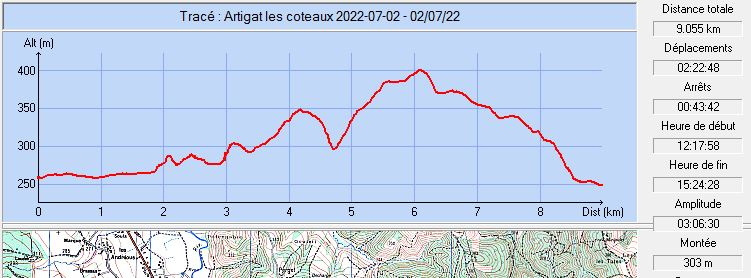 Tracé : Artigat les coteaux 2022-07-02 - 02/07/22
Alt (m)
400
350
300
250
0 1 2 3 4 5 6 7 8 Dist (km)
Distance totale
9.055 km
Déplacements
02:22:48
Arrêts
00:43:42
Heure de début
12:17:58
Heure de fin
15:24:28
Amplitude
03:06:30
Montée
303 m